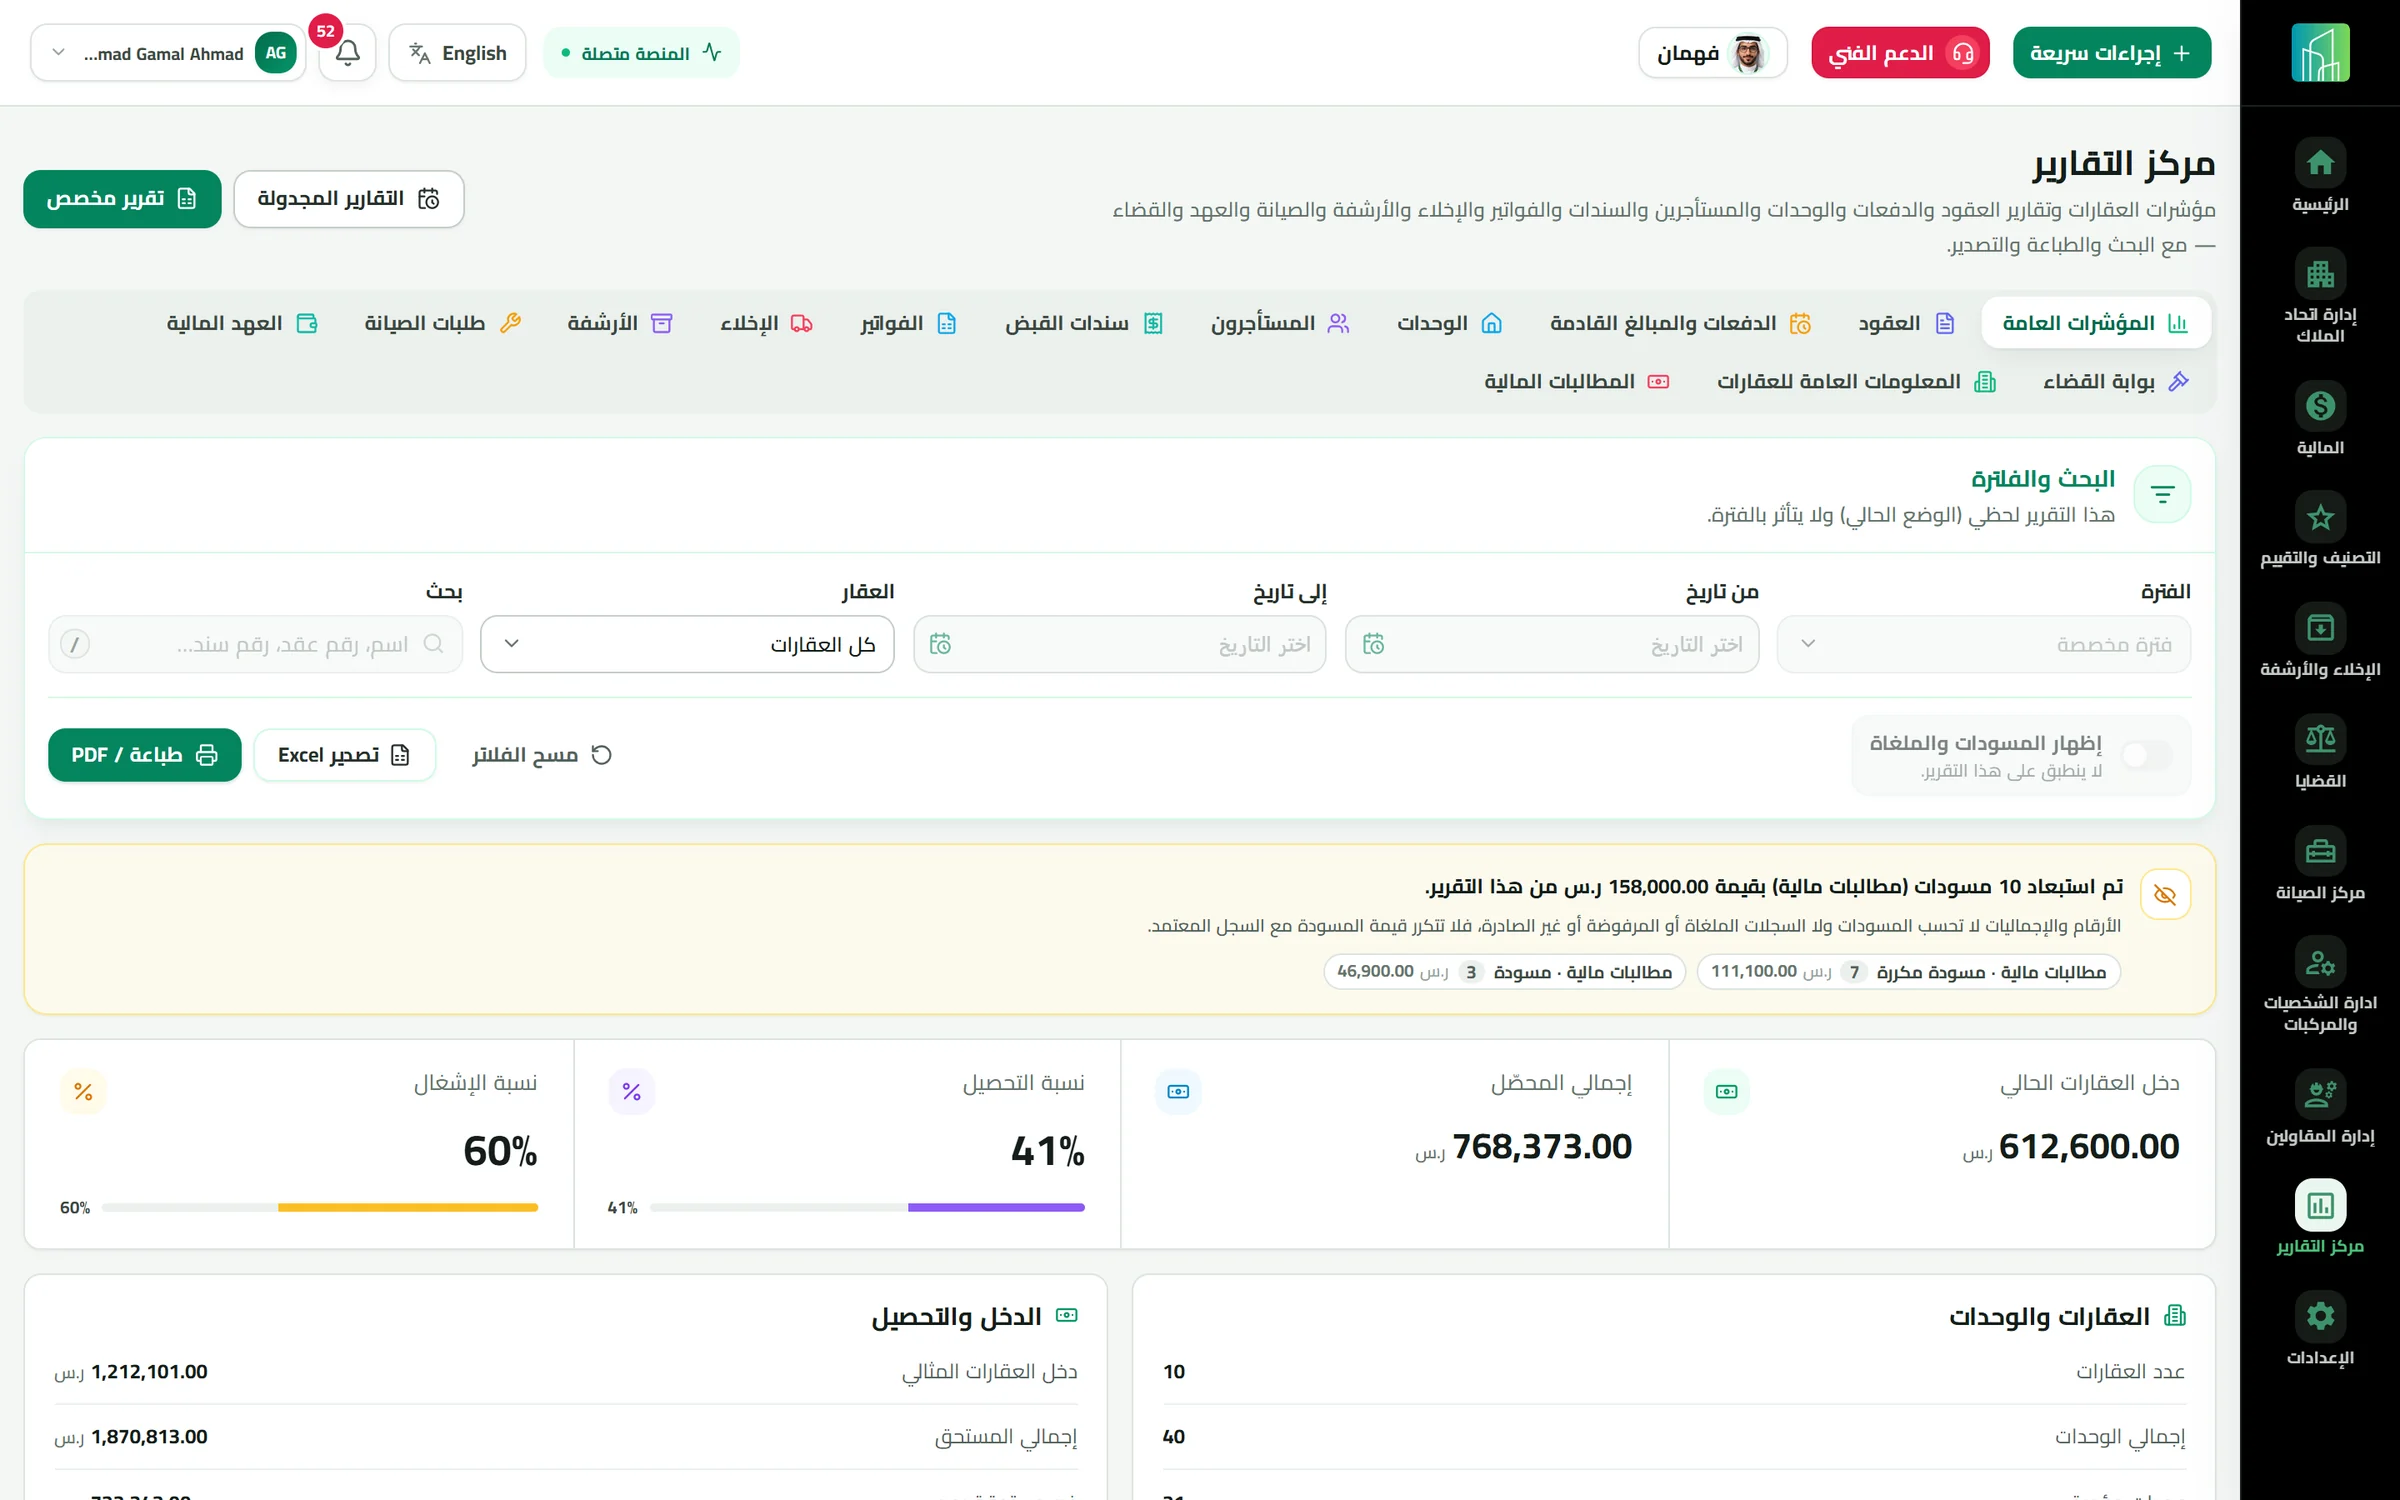 إجراءات سريعة
الدعم الفني
فهمان
المنصة متصلة
English
52
AG
mad Gamal Ahmad...
الرئيسية
إدارة اتحاد
الملاك
المالية
التصنيف والتقييم
الإخلاء والأرشفة
القضايا
مركز الصيانة
ادارة الشخصيات
والمركبات
إدارة المقاولين
مركز التقارير
الإعدادات
مركز التقارير
مؤشرات العقارات وتقارير العقود والدفعات والوحدات والمستأجرين والسندات والفواتير والإخلاء والأرشفة والصيانة والعهد والقضاء
— مع البحث والطباعة والتصدير.
التقارير المجدولة
تقرير مخصص
المؤشرات العامة
العقود
الدفعات والمبالغ القادمة
الوحدات
المستأجرون
سندات القبض
الفواتير
الإخلاء
الأرشفة
طلبات الصيانة
العهد المالية
بوابة القضاء
المعلومات العامة للعقارات
المطالبات المالية
البحث والفلترة
هذا التقرير لحظي (الوضع الحالي) ولا يتأثر بالفترة.
الفترة
من تاريخ
إلى تاريخ
العقار
بحث
فترة مخصصة
اختر التاريخ
اختر التاريخ
كل العقارات
اسم، رقم عقد، رقم سند...
/
إظهار المسودات والملغاة
لا ينطبق على هذا التقرير.
مسح الفلاتر
تصدير Excel
طباعة / PDF
تم استبعاد 10 مسودات (مطالبات مالية) بقيمة 158,000.00 ر.س من هذا التقرير.
الأرقام والإجماليات لا تحسب المسودات ولا السجلات الملغاة أو المرفوضة أو غير الصادرة، فلا تتكرر قيمة المسودة مع السجل المعتمد.
مطالبات مالية · مسودة مكررة 7 ر.س 111,100.00
مطالبات مالية · مسودة 3 ر.س 46,900.00
دخل العقارات الحالي
612,600.00 ر.س
إجمالي المحصّل
768,373.00 ر.س
نسبة التحصيل
41%
41%
نسبة الإشغال
60%
60%
العقارات والوحدات
عدد العقارات 10
إجمالي الوحدات 40
الدخل والتحصيل
دخل العقارات المثالي 1,212,101.00 ر.س
إجمالي المستحق 1,870,813.00 ر.س